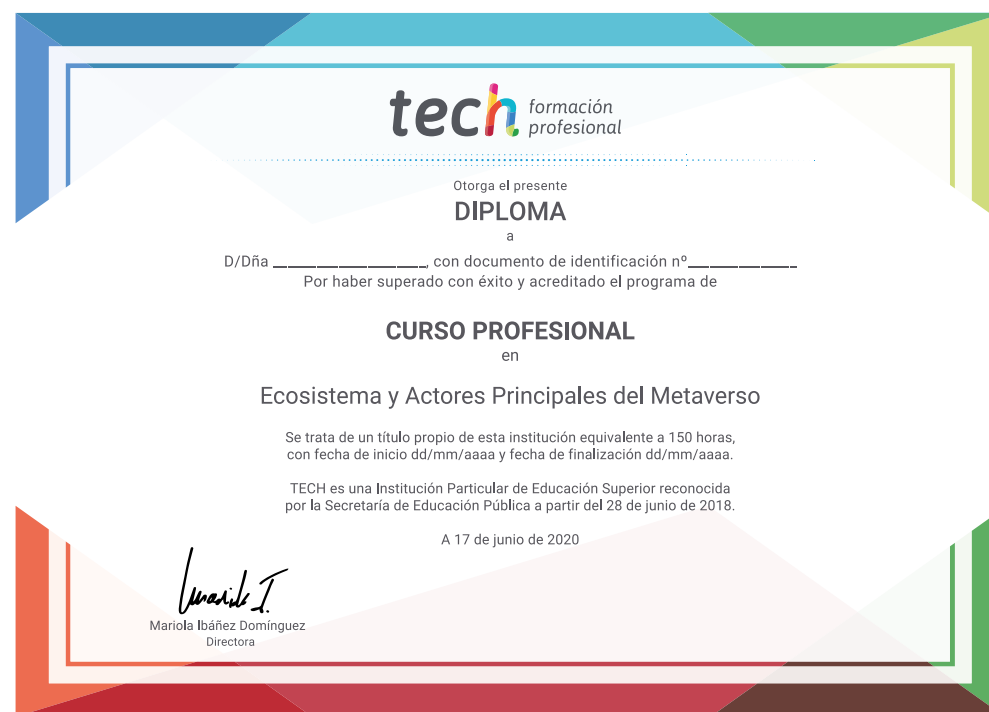 tech formación
profesional
Otorga el presente
DIPLOMA
a
D/Dña ______________, con documento de identificación nº__________
Por haber superado con éxito y acreditado el programa de
CURSO PROFESIONAL
en
Ecosistema y Actores Principales del Metaverso
Se trata de un título propio de esta institución equivalente a 150 horas,
con fecha de inicio dd/mm/aaaa y fecha de finalización dd/mm/aaaa.
TECH es una Institución Particular de Educación Superior reconocida
por la Secretaría de Educación Pública a partir del 28 de junio de 2018.
A 17 de junio de 2020
Mariola Ibáñez Domínguez
Directora